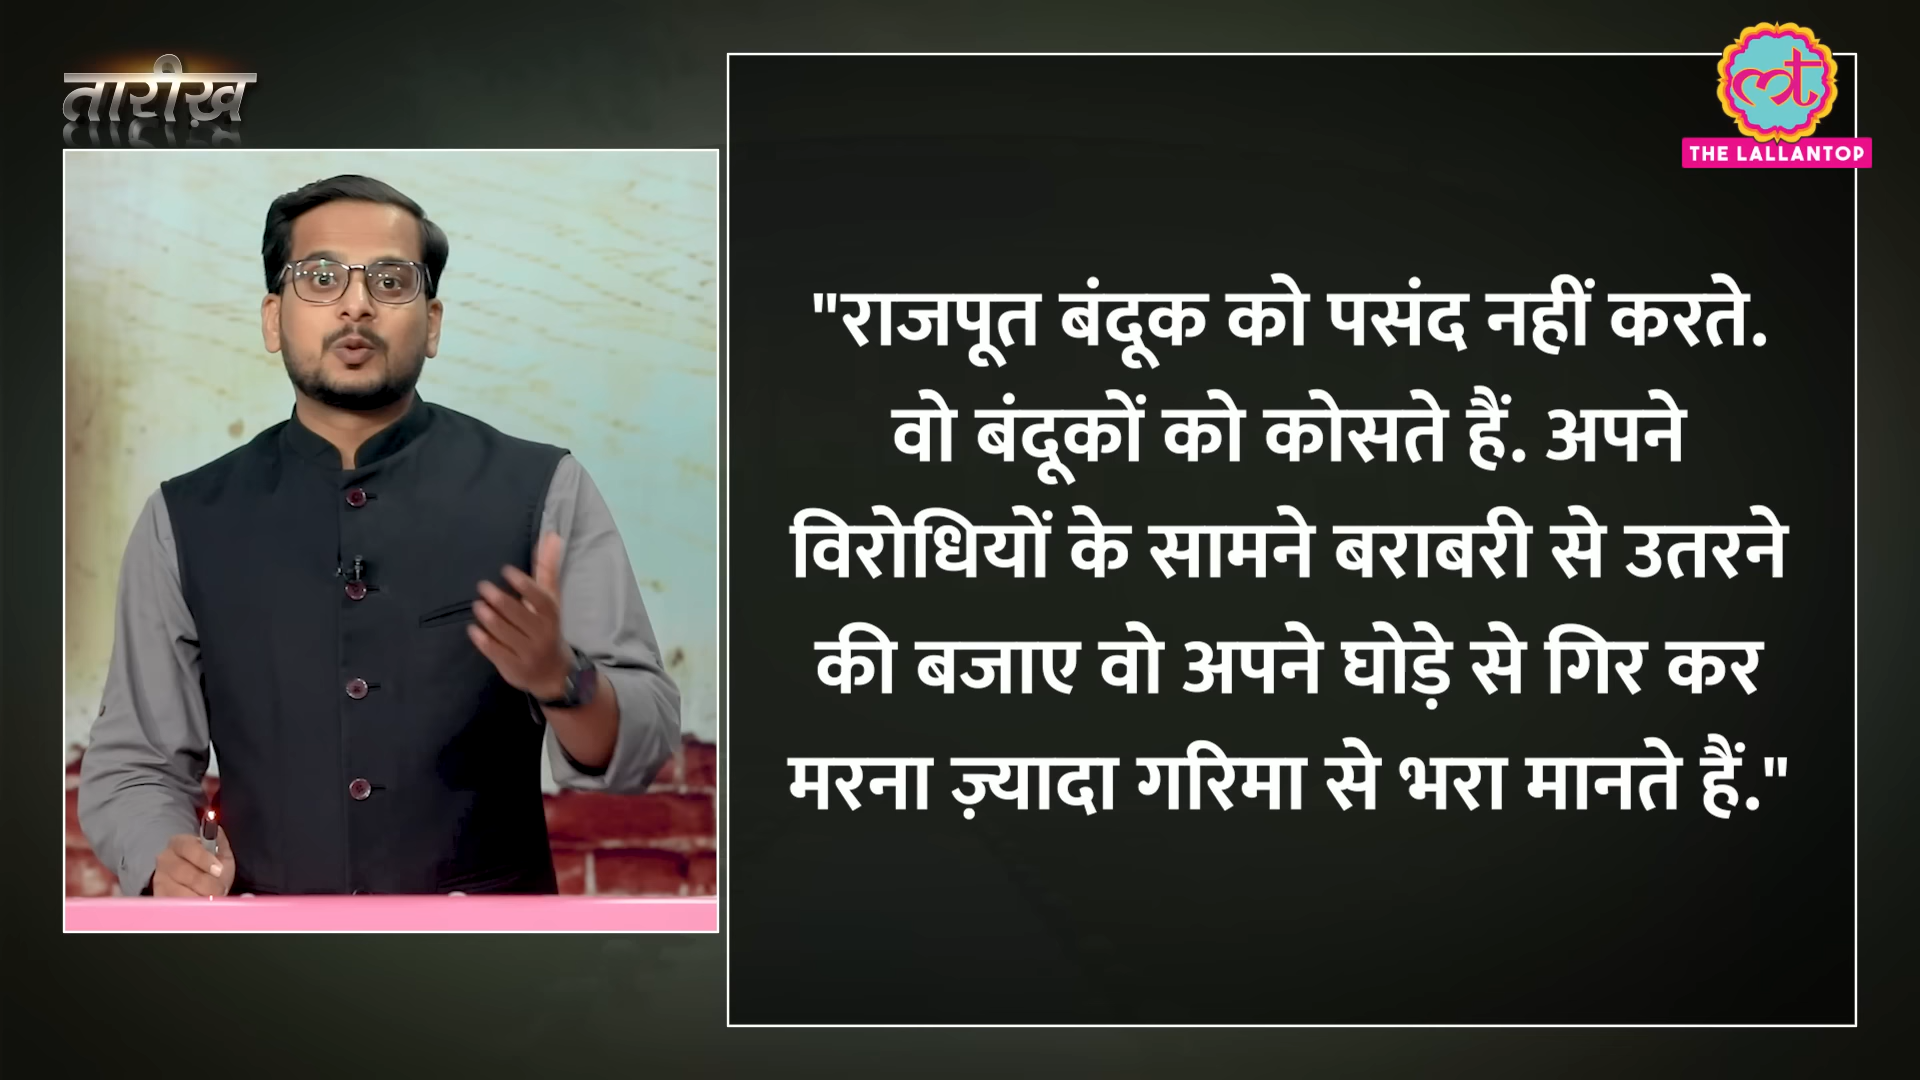 तारीख़
THE LALLANTOP
"राजपूत बंदूक को पसंद नहीं करते.
वो बंदूकों को कोसते हैं. अपने
विरोधियों के सामने बराबरी से उतरने
की बजाए वो अपने घोड़े से गिर कर
मरना ज़्यादा गरिमा से भरा मानते हैं."